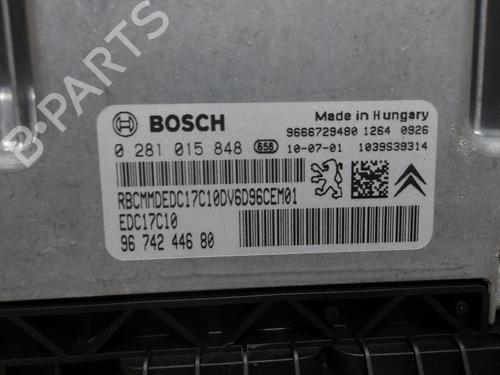 BOSCH
Made in Hungary
9666729480 1264 0926
0 281 015 848 658 10-07-01 1039S39314
RBCMMDEDC17C10DV6D96CEM01
EDC17C10
96 742 446 80
B-PARTS